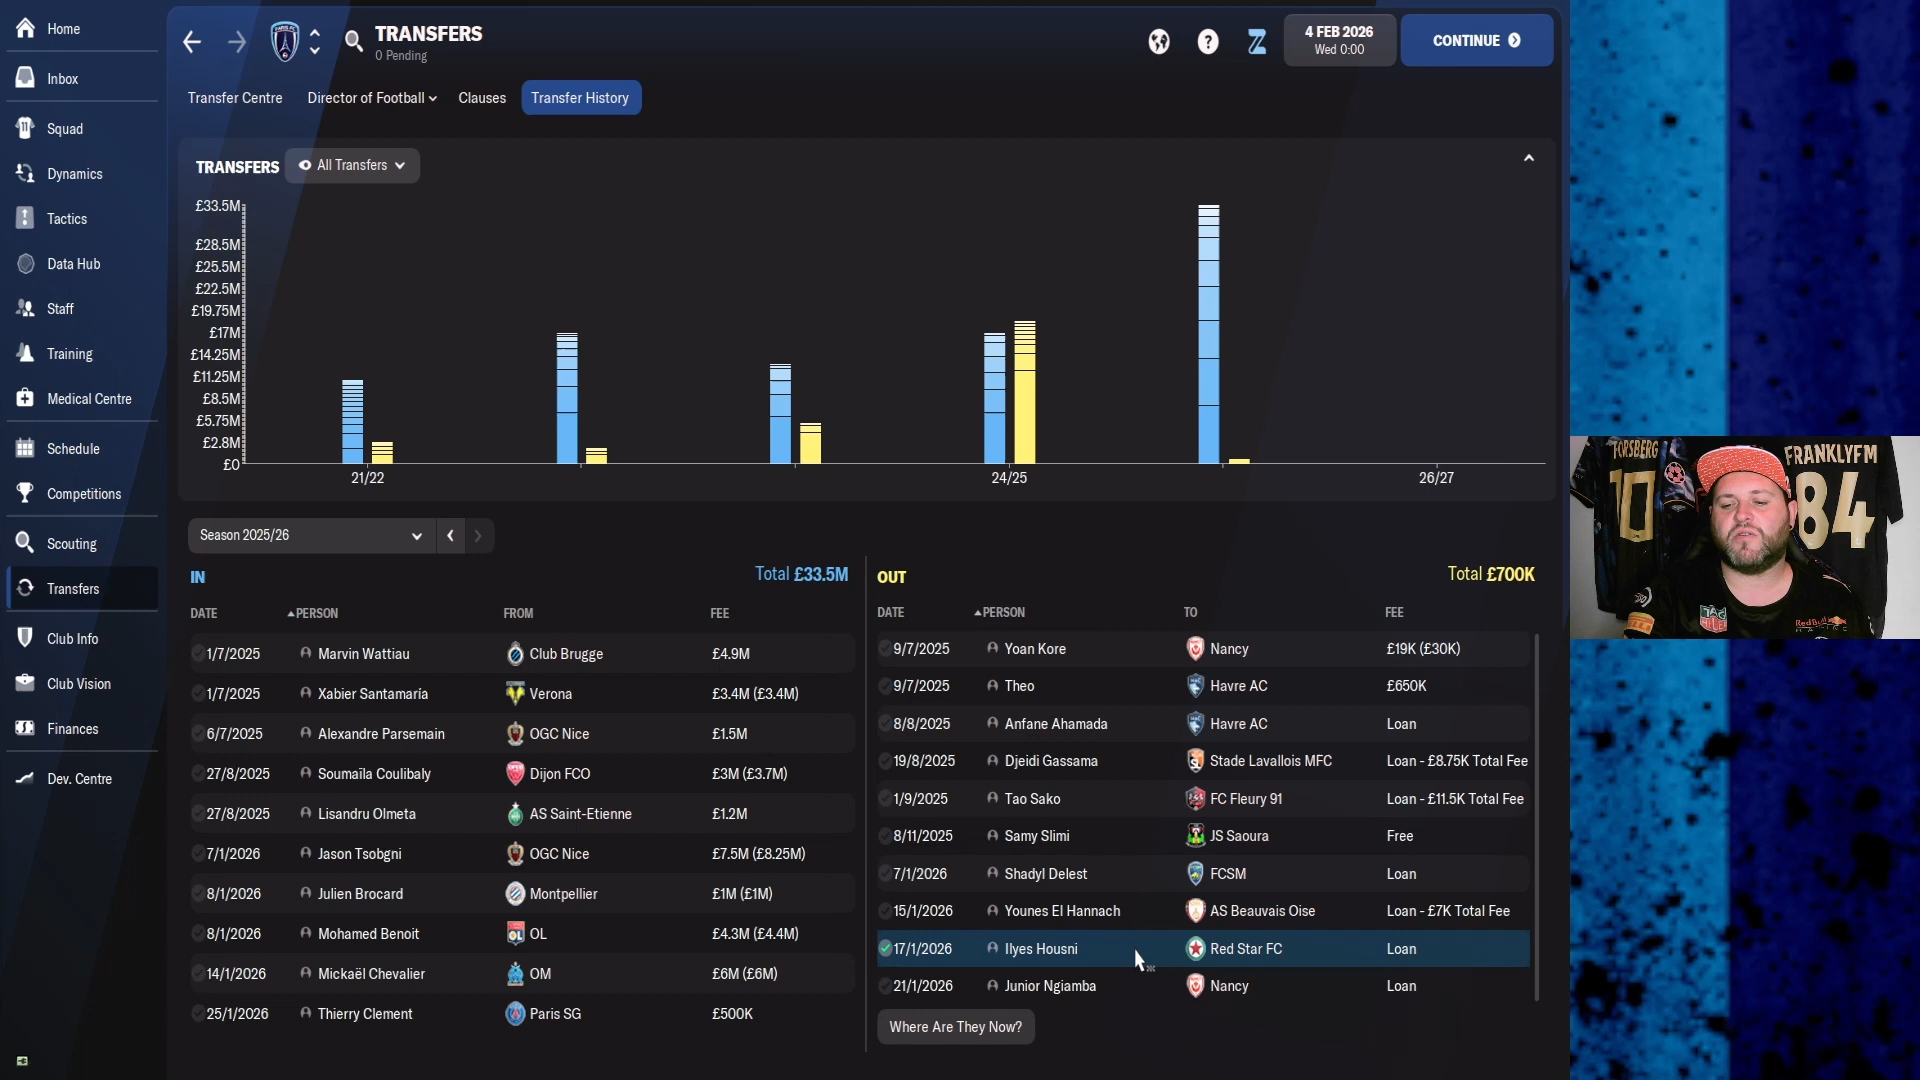 Home
Inbox
Squad
Dynamics
Tactics
Data Hub
Staff
Training
Medical Centre
Schedule
Competitions
Scouting
Transfers
Club Info
Club Vision
Finances
Dev. Centre
TRANSFERS
0 Pending
4 FEB 2026
Wed 0:00
CONTINUE
Transfer Centre Director of Football Clauses Transfer History
TRANSFERS All Transfers
£33.5M
£28.5M
£25.5M
£22.5M
£19.75M
£17M
£14.25M
£11.25M
£8.5M
£5.75M
£2.8M
£0
21/22 24/25 26/27
Season 2025/26
IN Total £33.5M
DATE PERSON FROM FEE
1/7/2025 Marvin Wattiau Club Brugge £4.9M
1/7/2025 Xabier Santamaría Verona £3.4M (£3.4M)
6/7/2025 Alexandre Parsemain OGC Nice £1.5M
27/8/2025 Soumaïla Coulibaly Dijon FCO £3M (£3.7M)
27/8/2025 Lisandru Olmeta AS Saint-Etienne £1.2M
7/1/2026 Jason Tsobgni OGC Nice £7.5M (£8.25M)
8/1/2026 Julien Brocard Montpellier £1M (£1M)
8/1/2026 Mohamed Benoit OL £4.3M (£4.4M)
14/1/2026 Mickaël Chevalier OM £6M (£6M)
25/1/2026 Thierry Clement Paris SG £500K
OUT Total £700K
DATE PERSON TO FEE
9/7/2025 Yoan Kore Nancy £19K (£30K)
9/7/2025 Theo Havre AC £650K
8/8/2025 Anfane Ahamada Havre AC Loan
19/8/2025 Djeidi Gassama Stade Lavallois MFC Loan - £8.75K Total Fee
1/9/2025 Tao Sako FC Fleury 91 Loan - £11.5K Total Fee
8/11/2025 Samy Slimi JS Saoura Free
7/1/2026 Shadyl Delest FCSM Loan
15/1/2026 Younes El Hannach AS Beauvais Oise Loan - £7K Total Fee
17/1/2026 Ilyes Housni Red Star FC Loan
21/1/2026 Junior Ngiamba Nancy Loan
Where Are They Now?
FORSBERG
10
FRANKLYFM
84
TAG
HEUER
Red Bull